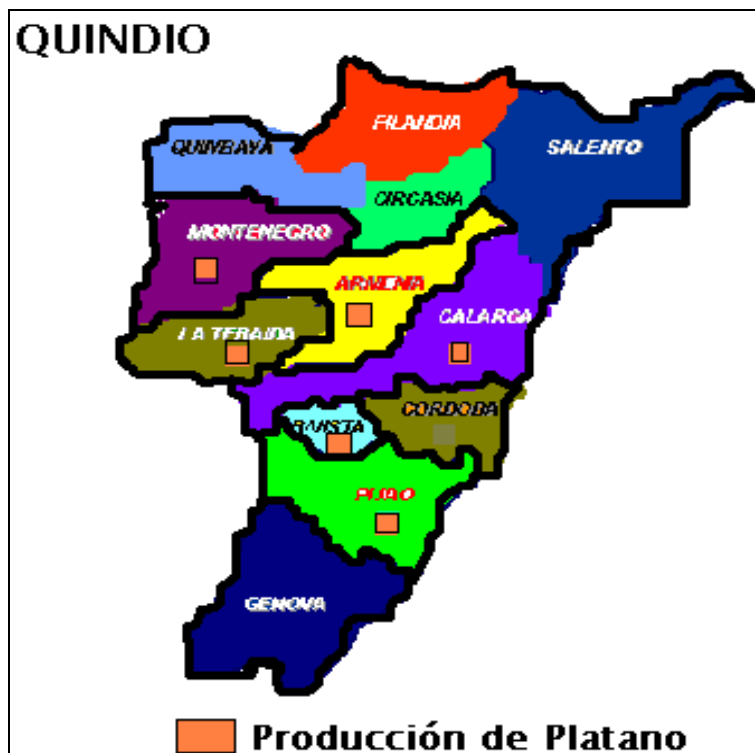 QUINDIO
FILANDIA
QUIMBAYA
SALENTO
CIRCASIA
MONTENEGRO
ARMENIA
CALARCA
LA TEBAIDA
CORDOBA
PIJAO
GENOVA
Producción de Platano